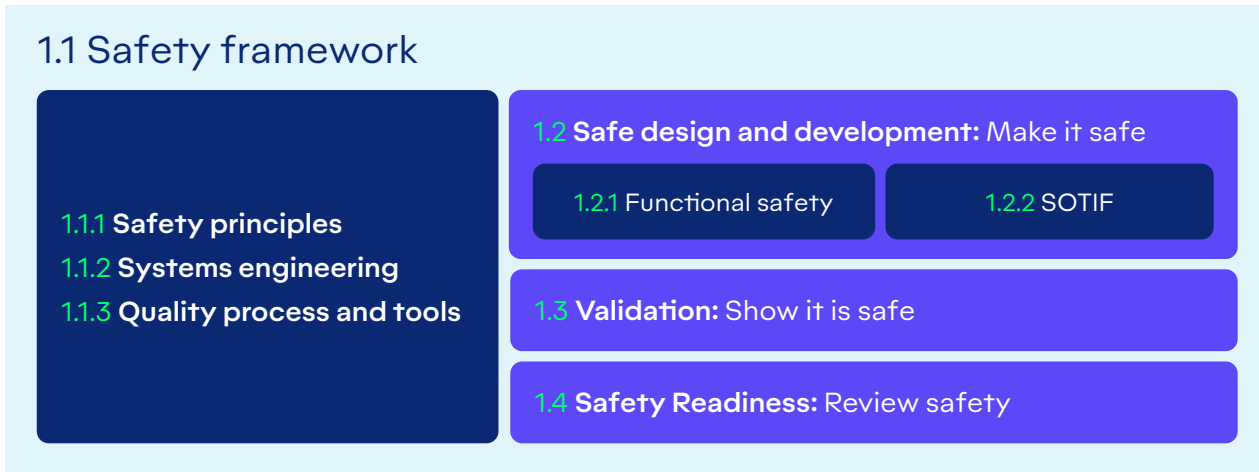 1.1 Safety framework
1.1.1 Safety principles
1.1.2 Systems engineering
1.1.3 Quality process and tools
1.2 Safe design and development: Make it safe
1.2.1 Functional safety
1.2.2 SOTIF
1.3 Validation: Show it is safe
1.4 Safety Readiness: Review safety